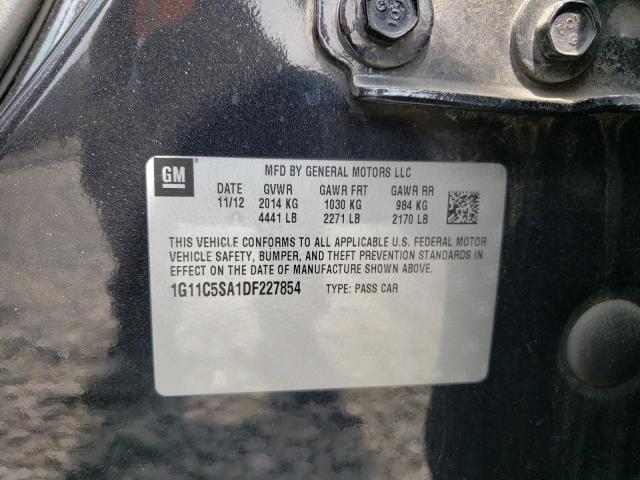 GM
MFD BY GENERAL MOTORS LLC
DATE GVWR GAWR FRT GAWR RR
11/12 2014 KG 1030 KG 984 KG
4441 LB 2271 LB 2170 LB
THIS VEHICLE CONFORMS TO ALL APPLICABLE U.S. FEDERAL MOTOR
VEHICLE SAFETY, BUMPER, AND THEFT PREVENTION STANDARDS IN
EFFECT ON THE DATE OF MANUFACTURE SHOWN ABOVE.
1G11C5SA1DF227854 TYPE: PASS CAR